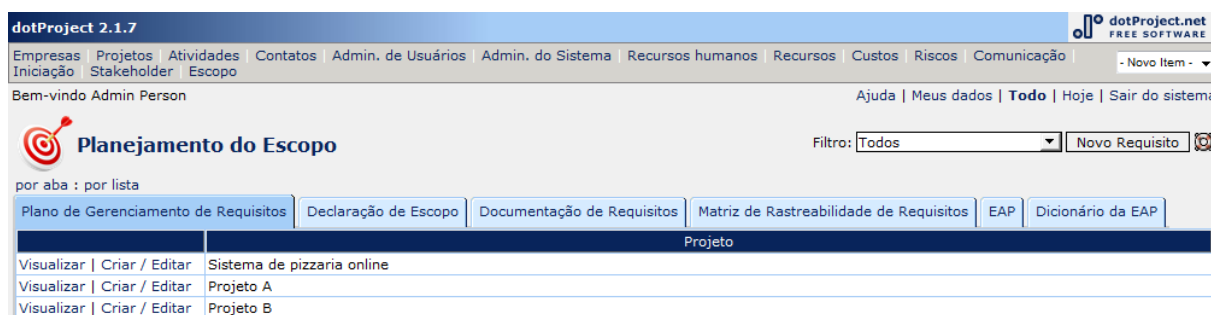 dotProject 2.1.7
dotProject.net
FREE SOFTWARE
Empresas | Projetos | Atividades | Contatos | Admin. de Usuários | Admin. do Sistema | Recursos humanos | Recursos | Custos | Riscos | Comunicação |
Iniciação | Stakeholder | Escopo
- Novo Item -
Bem-vindo Admin Person
Ajuda | Meus dados | Todo | Hoje | Sair do sistema
Planejamento do Escopo
Filtro: Todos
Novo Requisito
por aba : por lista
Plano de Gerenciamento de Requisitos
Declaração de Escopo
Documentação de Requisitos
Matriz de Rastreabilidade de Requisitos
EAP
Dicionário da EAP
Projeto
Visualizar | Criar / Editar Sistema de pizzaria online
Visualizar | Criar / Editar Projeto A
Visualizar | Criar / Editar Projeto B